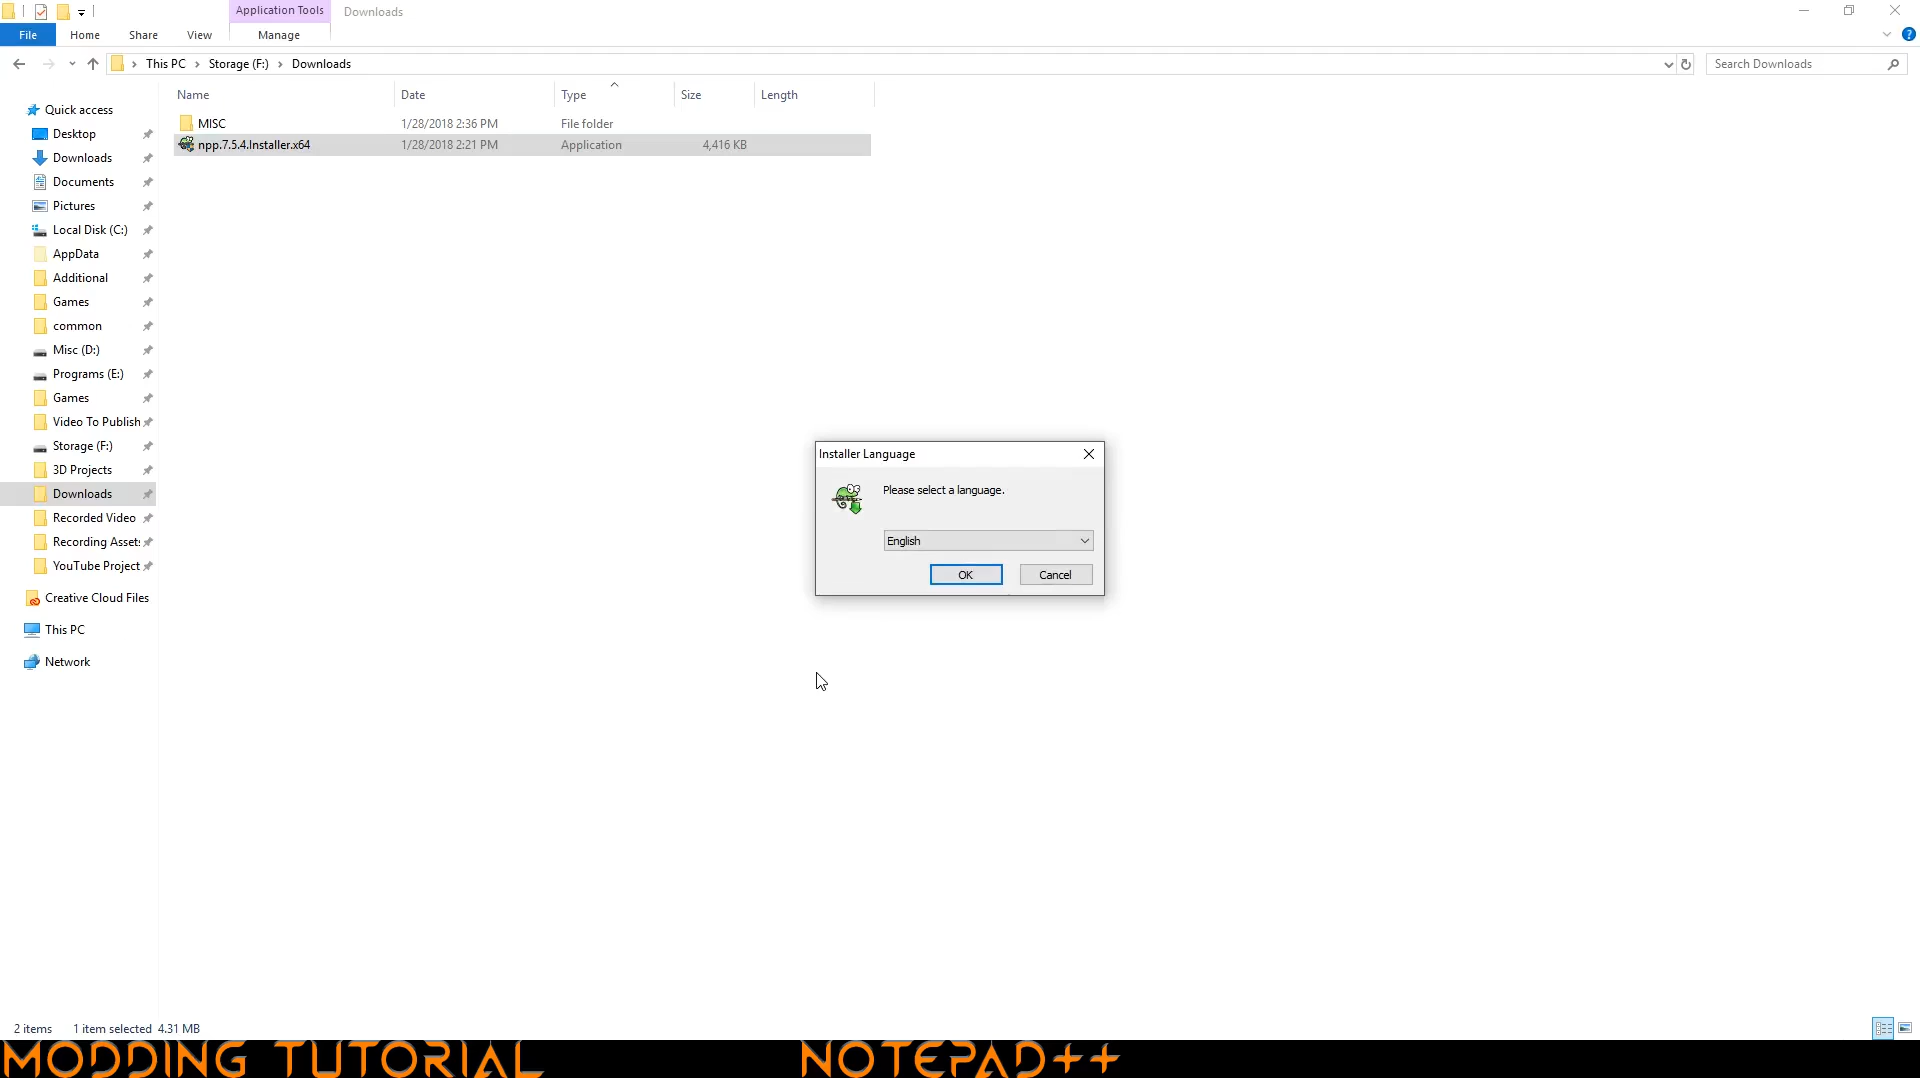 Application Tools
Downloads
File
Home
Share
View
Manage
This PC
Storage (F:)
Downloads
Search Downloads
Name
Date
Type
Size
Length
MISC
1/28/2018 2:36 PM
File folder
npp.7.5.4.Installer.x64
1/28/2018 2:21 PM
Application
4,416 KB
Quick access
Desktop
Downloads
Documents
Pictures
Local Disk (C:)
AppData
Additional
Games
common
Misc (D:)
Programs (E:)
Games
Video To Publish
Storage (F:)
3D Projects
Downloads
Recorded Video
Recording Asset
YouTube Project
Creative Cloud Files
This PC
Network
Installer Language
Please select a language.
English
OK
Cancel
2 items
1 item selected 4.31 MB
MODDING TUTORIAL
NOTEPAD++